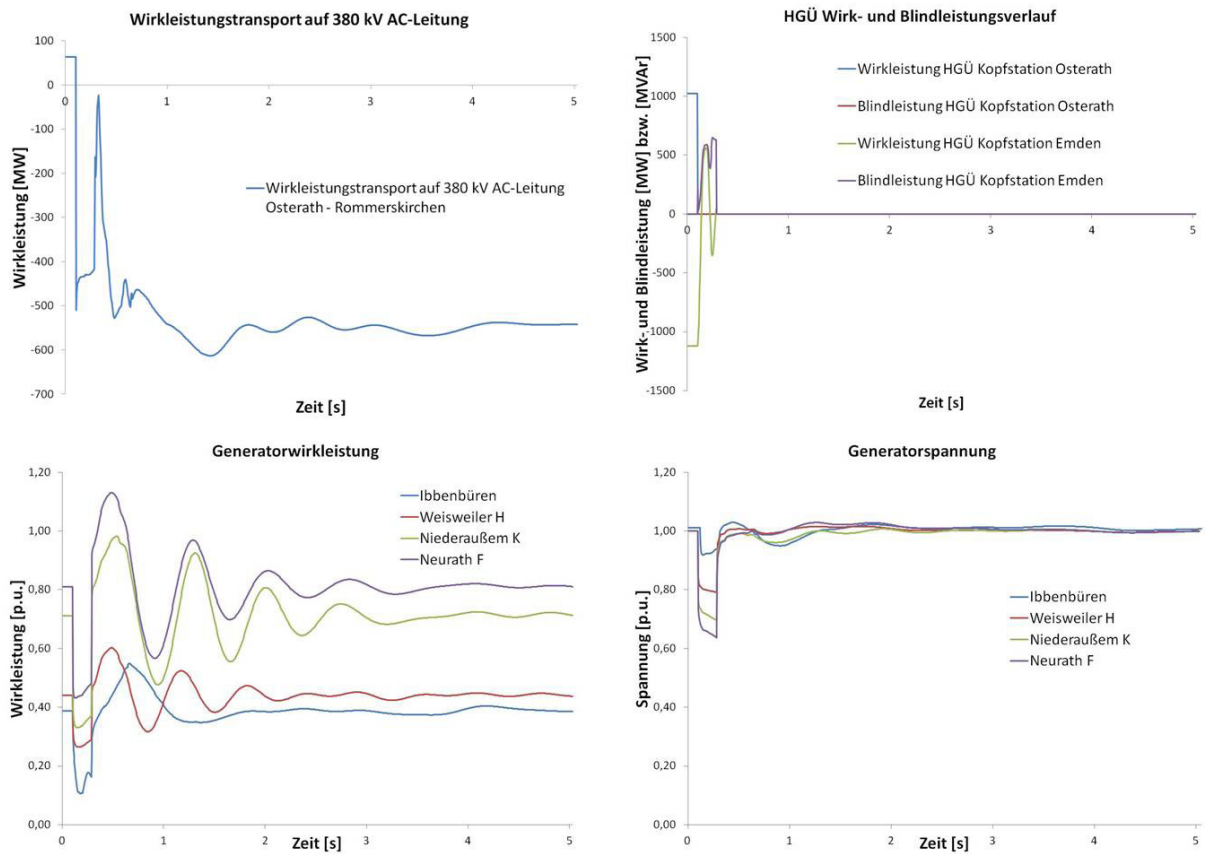 Wirkleistungstransport auf 380 kV AC-Leitung
100
0
-100
-200
-300
-400
-500
-600
-700
0
1
2
3
4
5
Wirkleistung [MW]
Wirkleistungstransport auf 380 kV AC-Leitung
Osterath - Rommerskirchen
Zeit [s]
HGÜ Wirk- und Blindleistungsverlauf
1500
1000
500
0
-500
-1000
-1500
0
1
2
3
4
5
Wirk- und Blindleistung [MW] bzw. [MVAr]
Wirkleistung HGÜ Kopfstation Osterath
Blindleistung HGÜ Kopfstation Osterath
Wirkleistung HGÜ Kopfstation Emden
Blindleistung HGÜ Kopfstation Emden
Zeit [s]
Generatorwirkleistung
1,20
1,00
0,80
0,60
0,40
0,20
0,00
0
1
2
3
4
5
Wirkleistung [p.u.]
Ibbenbüren
Weisweiler H
Niederaußem K
Neurath F
Zeit [s]
Generatorspannung
1,20
1,00
0,80
0,60
0,40
0,20
0,00
0
1
2
3
4
5
Spannung [p.u.]
Ibbenbüren
Weisweiler H
Niederaußem K
Neurath F
Zeit [s]